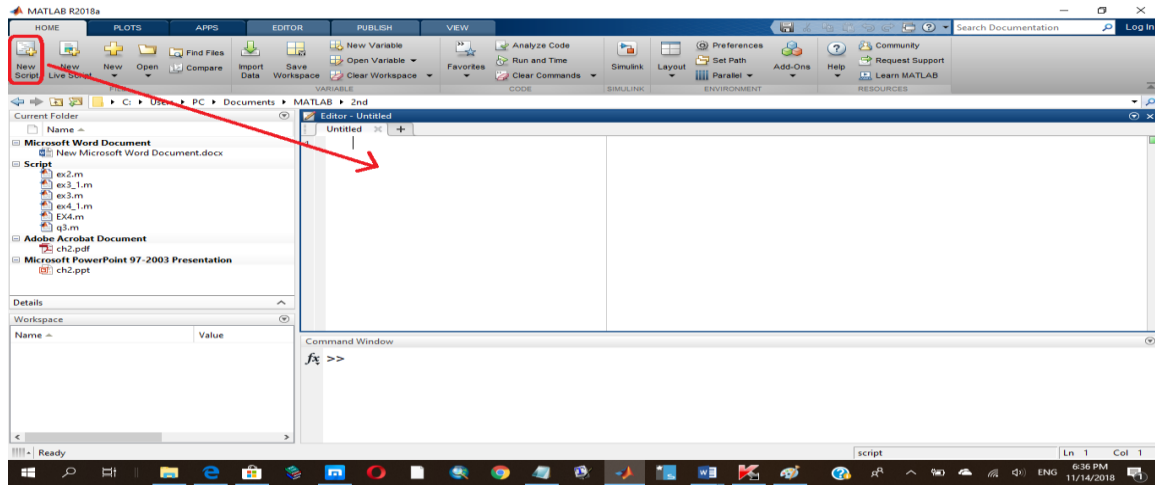 MATLAB R2018a
HOME PLOTS APPS EDITOR PUBLISH VIEW Search Documentation Log In
New Script New Live Script New Open Find Files Compare Import Data Save Workspace New Variable Open Variable Clear Workspace Favorites Analyze Code Run and Time Clear Commands Simulink Layout Preferences Set Path Parallel Add-Ons Help Community Request Support Learn MATLAB
VARIABLE CODE SIMULINK ENVIRONMENT RESOURCES
C: Users PC Documents MATLAB 2nd
Current Folder
Name
Microsoft Word Document
New Microsoft Word Document.docx
Script
ex2.m
ex3_1.m
ex3.m
ex4_1.m
EX4.m
q3.m
Adobe Acrobat Document
ch2.pdf
Microsoft PowerPoint 97-2003 Presentation
ch2.ppt
Details
Workspace
Name Value
Editor - Untitled
Untitled
Command Window
fx >>
Ready script Ln 1 Col 1
ENG 6:36 PM
11/14/2018